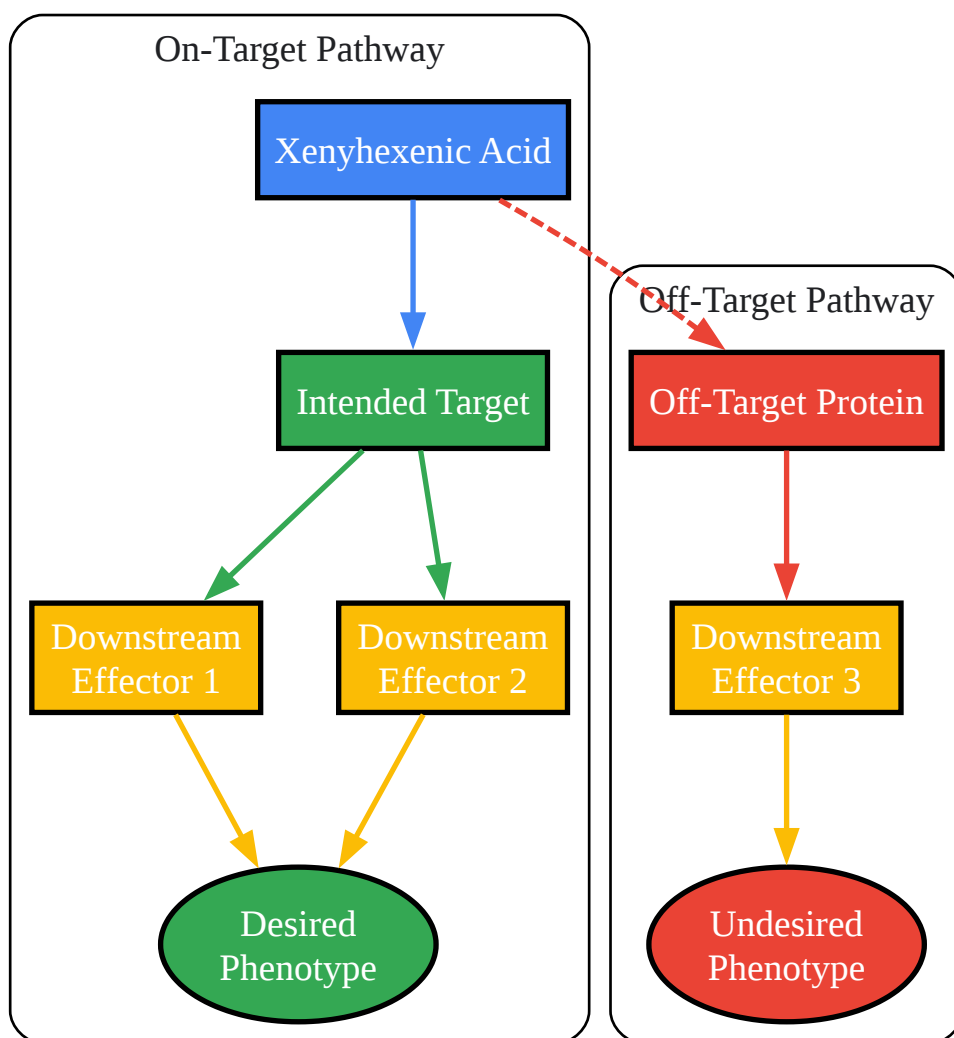 On-Target Pathway
Xenyhexenic Acid
Off-Target Pathway
Intended Target
Off-Target Protein
Downstream
Effector 1
Downstream
Effector 2
Downstream
Effector 3
Desired
Phenotype
Undesired
Phenotype